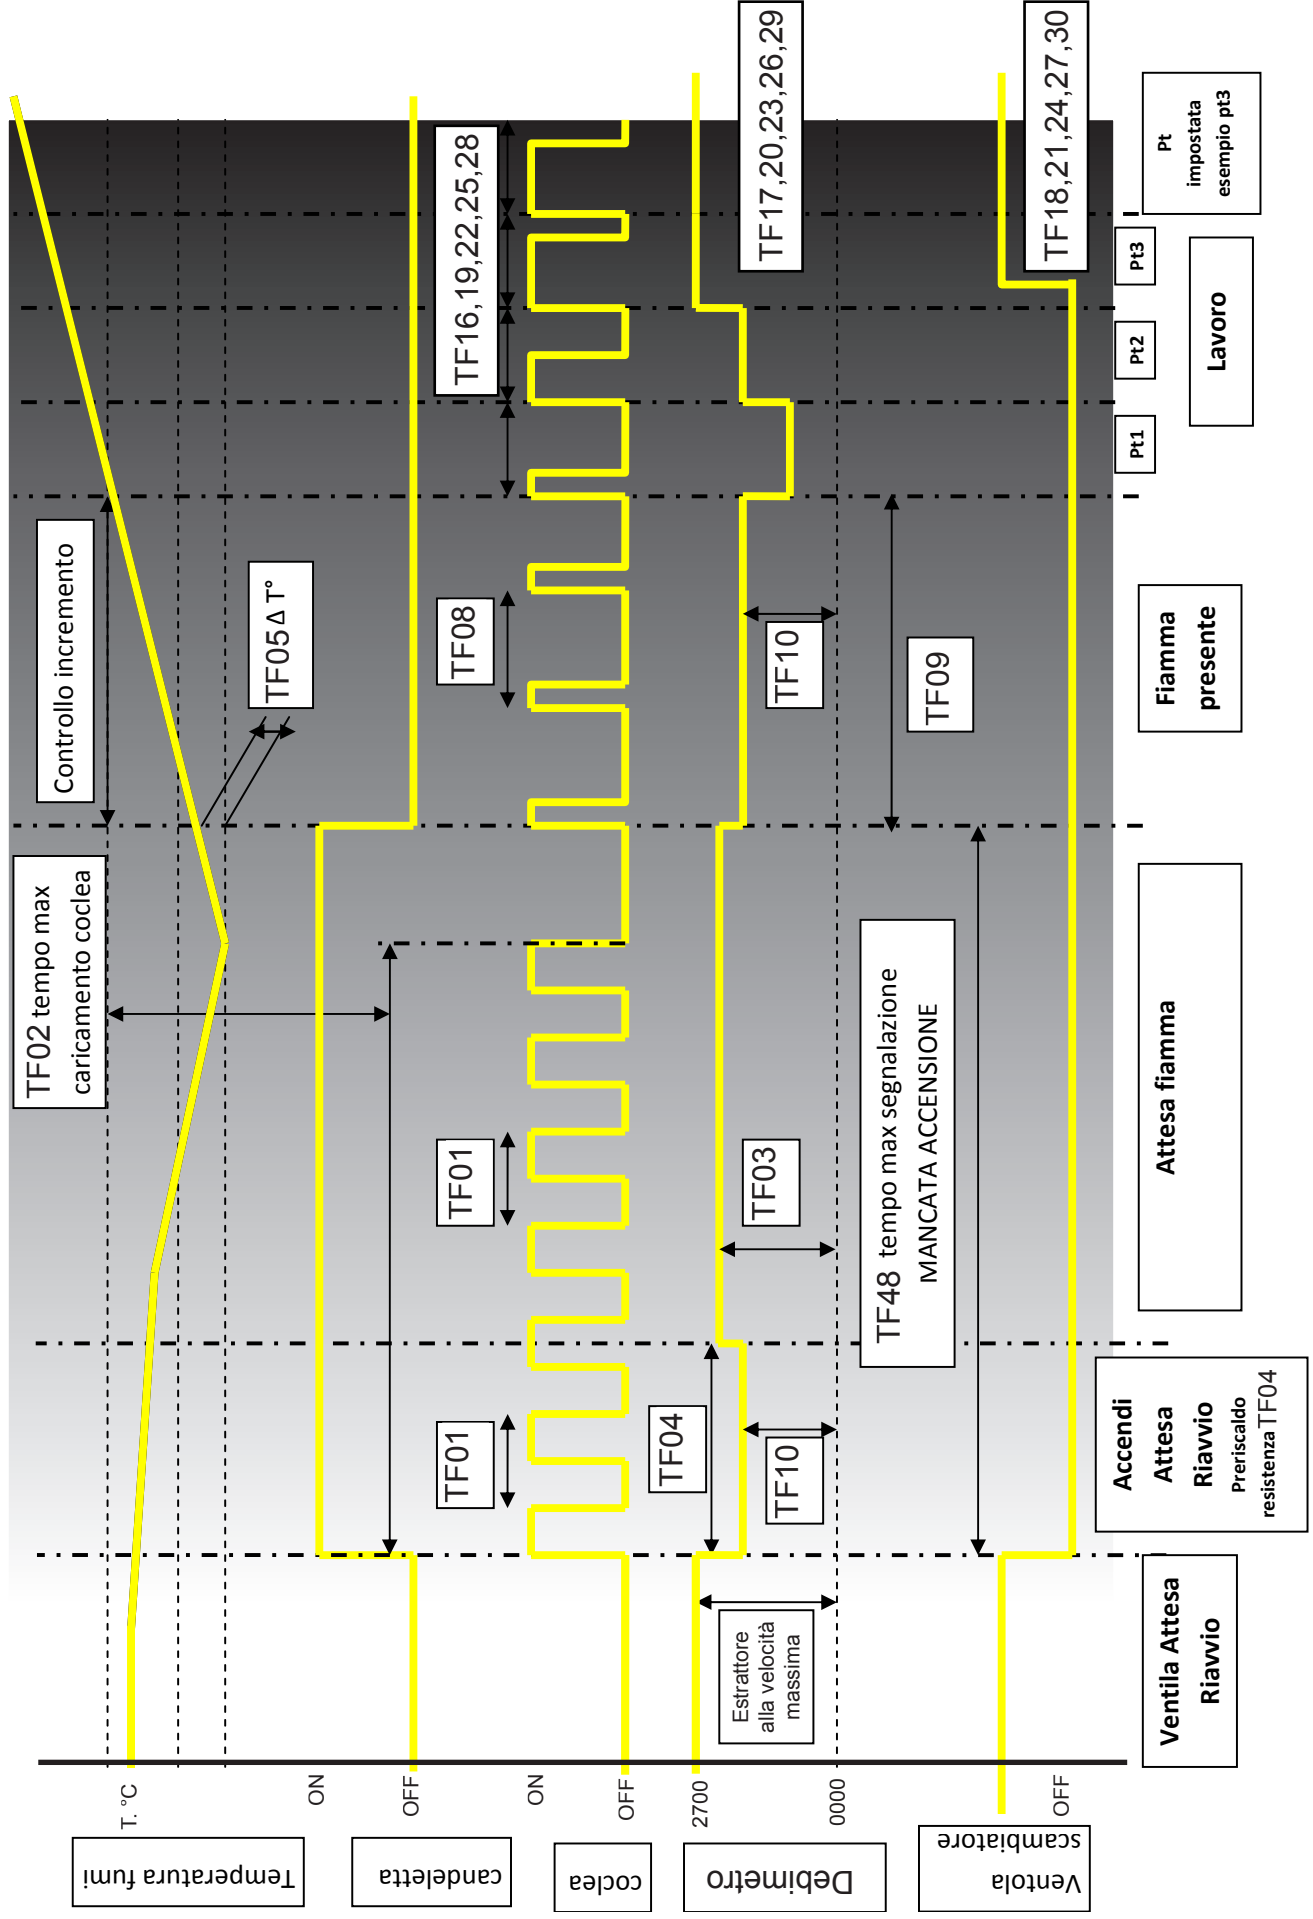 Temperatura fumi
T. °C
TF02 tempo max
caricamento coclea
Controllo incremento
TF05 Δ T°
candeletta
ON
OFF
coclea
ON
OFF
TF01
TF01
TF08
TF16,19,22,25,28
Debimetro
2700
0000
Estrattore
alla velocità
massima
TF04
TF10
TF03
TF10
TF17,20,23,26,29
Ventola
scambiatore
OFF
TF48 tempo max segnalazione
MANCATA ACCENSIONE
TF09
TF18,21,24,27,30
Ventila Attesa
Riavvio
Accendi
Attesa
Riavvio
Preriscaldo
resistenza TF04
Attesa fiamma
Fiamma
presente
Pt1
Pt2
Pt3
Lavoro
Pt
impostata
esempio pt3